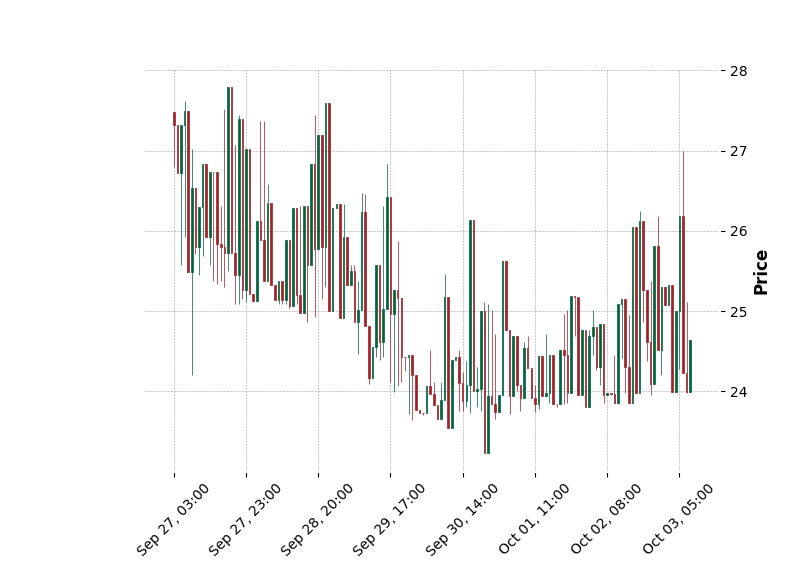 28
27
26
25
24
Price
Sep 27, 03:00
Sep 27, 23:00
Sep 28, 20:00
Sep 29, 17:00
Sep 30, 14:00
Oct 01, 11:00
Oct 02, 08:00
Oct 03, 05:00